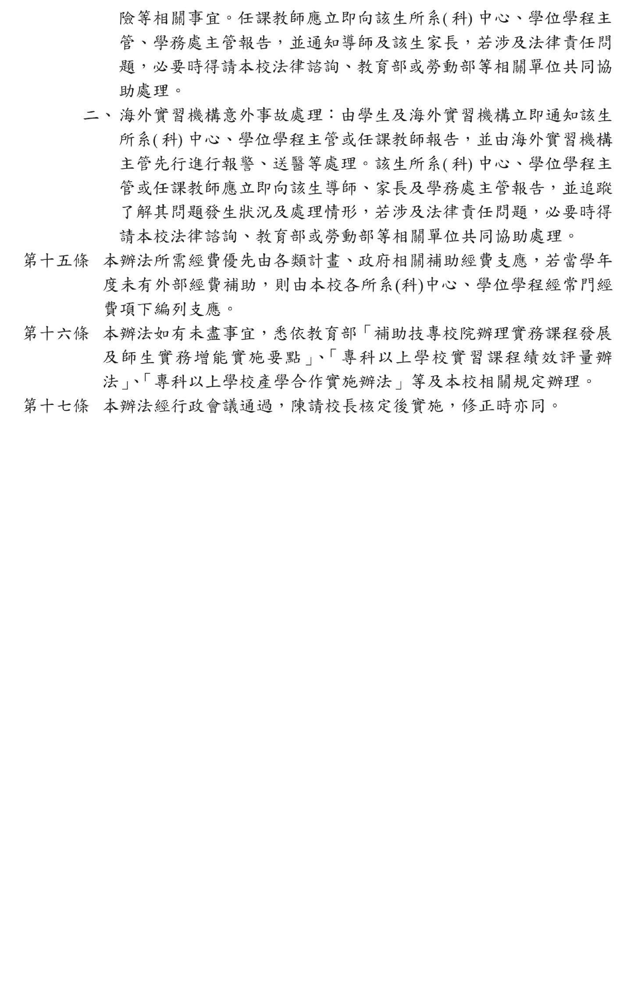 險等相關事宜。任課教師應立即向該生所系(科)中心、學位學程主
管、學務處主管報告，並通知導師及該生家長，若涉及法律責任問
題，必要時得請本校法律諮詢、教育部或勞動部等相關單位共同協
助處理。
二、海外實習機構意外事故處理：由學生及海外實習機構立即通知該生
所系(科)中心、學位學程主管或任課教師報告，並由海外實習機構
主管先行進行報警、送醫等處理。該生所系(科)中心、學位學程主
管或任課教師應立即向該生導師、家長及學務處主管報告，並追蹤
了解其問題發生狀況及處理情形，若涉及法律責任問題，必要時得
請本校法律諮詢、教育部或勞動部等相關單位共同協助處理。
第十五條 本辦法所需經費優先由各類計畫、政府相關補助經費支應，若當學年
度未有外部經費補助，則由本校各所系(科)中心、學位學程經常門經
費項下編列支應。
第十六條 本辦法如有未盡事宜，悉依教育部「補助技專校院辦理實務課程發展
及師生實務增能實施要點」、「專科以上學校實習課程績效評量辦
法」、「專科以上學校產學合作實施辦法」等及本校相關規定辦理。
第十七條 本辦法經行政會議通過，陳請校長核定後實施，修正時亦同。